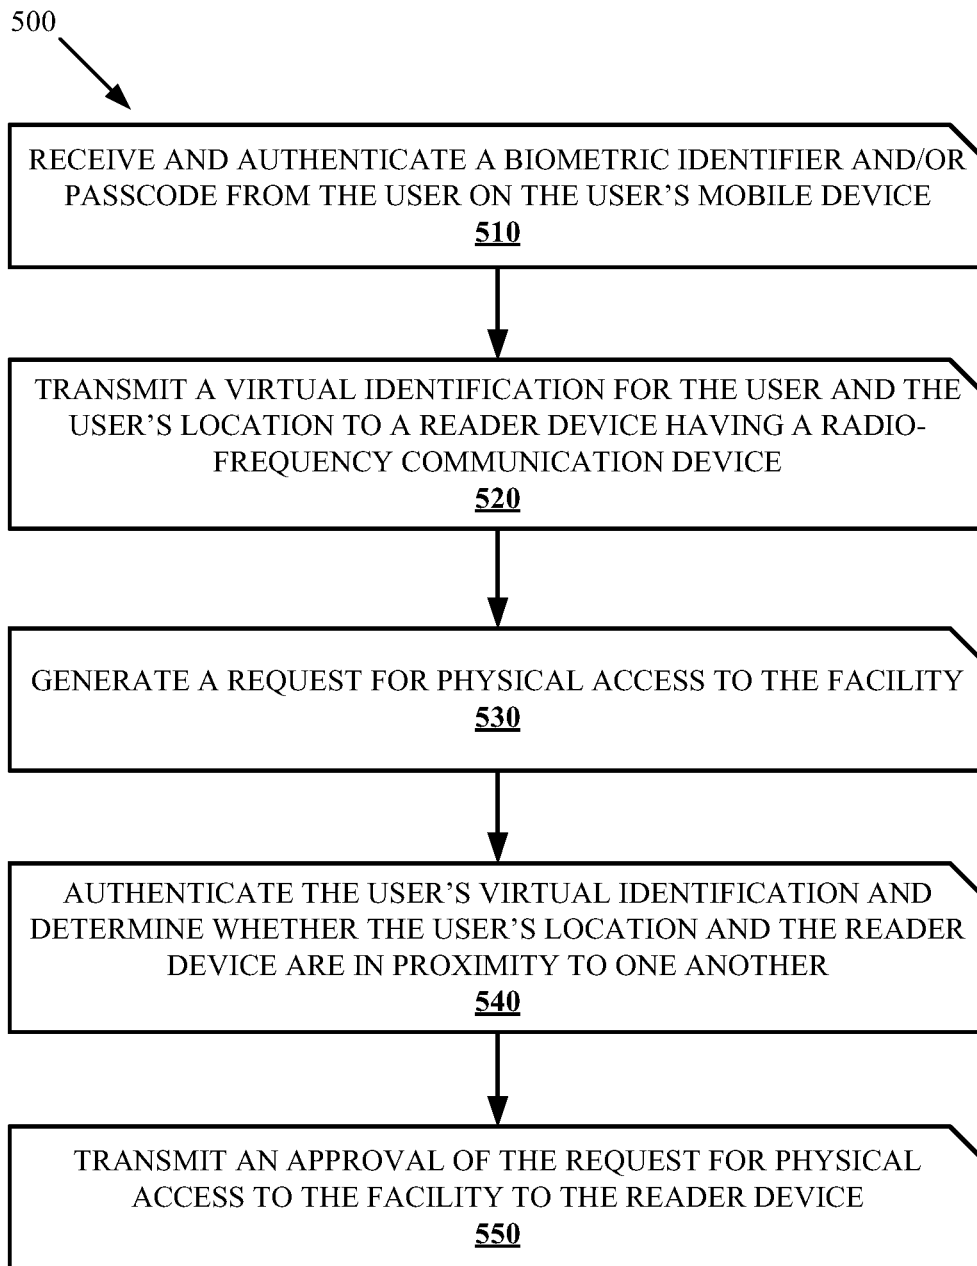 500
RECEIVE AND AUTHENTICATE A BIOMETRIC IDENTIFIER AND/OR
PASSCODE FROM THE USER ON THE USER'S MOBILE DEVICE
510
TRANSMIT A VIRTUAL IDENTIFICATION FOR THE USER AND THE
USER'S LOCATION TO A READER DEVICE HAVING A RADIO-
FREQUENCY COMMUNICATION DEVICE
520
GENERATE A REQUEST FOR PHYSICAL ACCESS TO THE FACILITY
530
AUTHENTICATE THE USER'S VIRTUAL IDENTIFICATION AND
DETERMINE WHETHER THE USER'S LOCATION AND THE READER
DEVICE ARE IN PROXIMITY TO ONE ANOTHER
540
TRANSMIT AN APPROVAL OF THE REQUEST FOR PHYSICAL
ACCESS TO THE FACILITY TO THE READER DEVICE
550